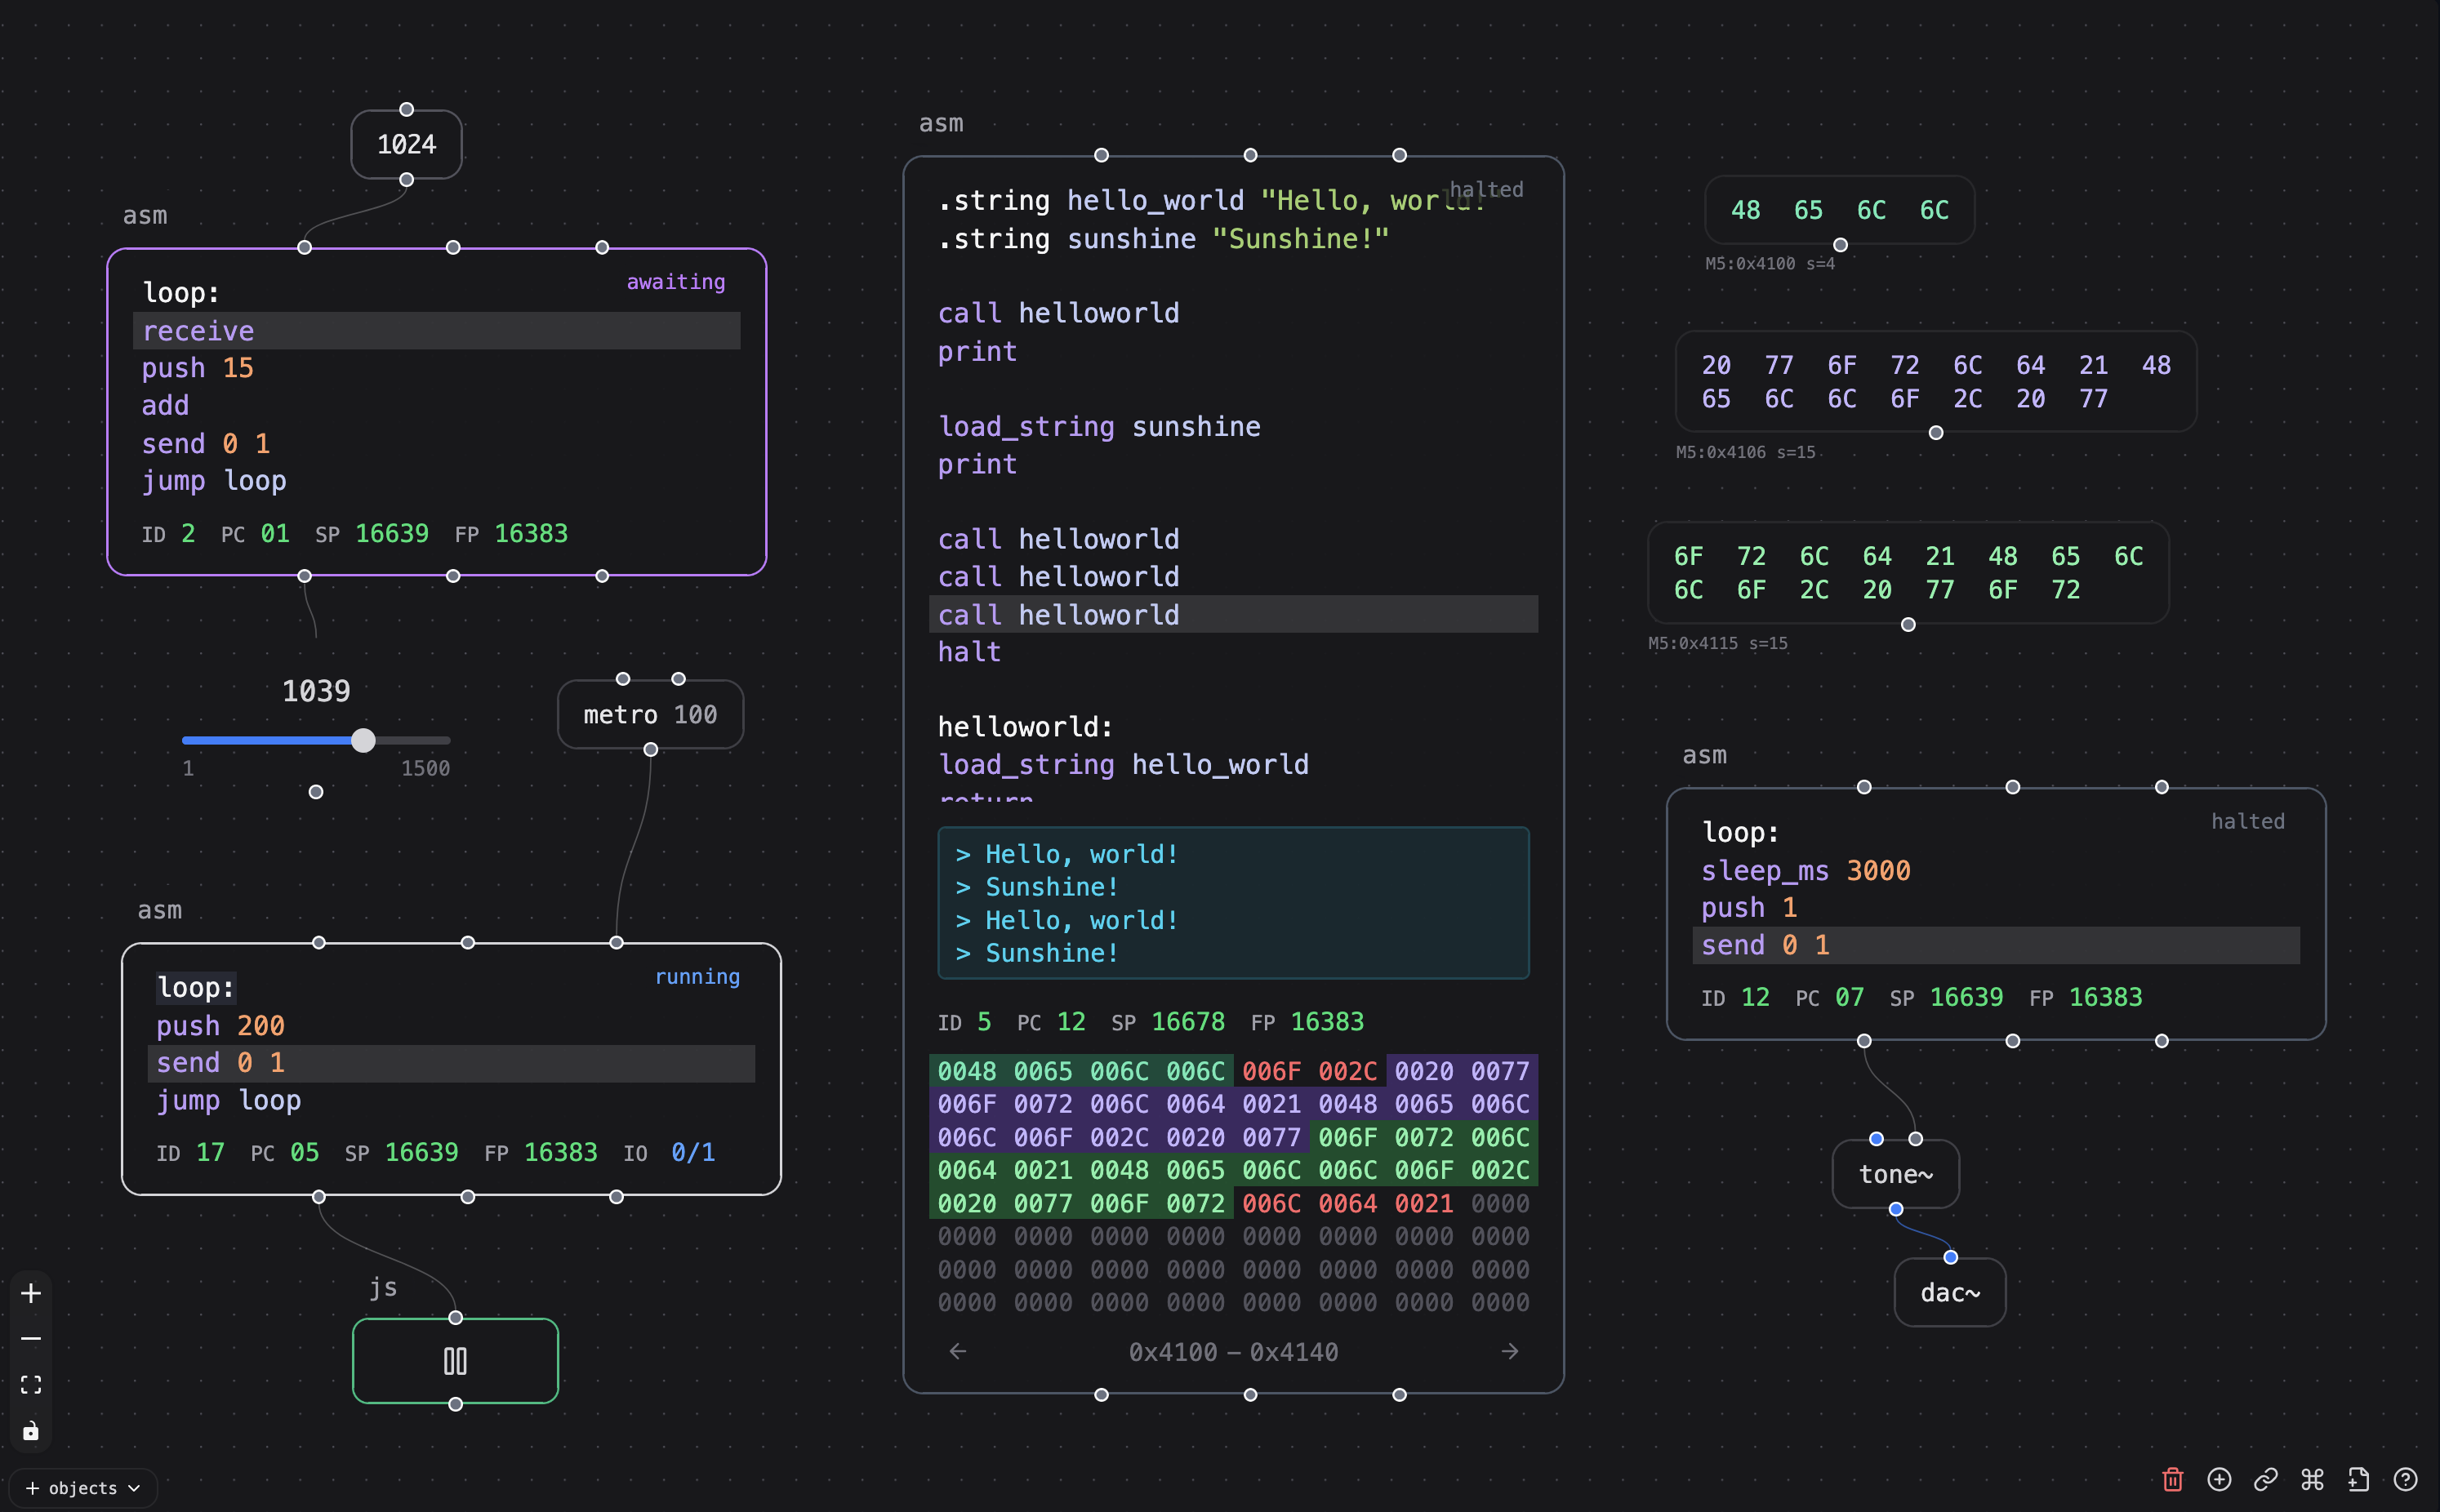 1024
asm
awaiting
loop:
receive
push 15
add
send 0 1
jump loop
ID 2 PC 01 SP 16639 FP 16383
1039
1 1500
metro 100
asm
running
loop:
push 200
send 0 1
jump loop
ID 17 PC 05 SP 16639 FP 16383 IO 0/1
js
+ objects
asm
halted
.string hello_world "Hello, world!"
.string sunshine "Sunshine!"
call helloworld
print
load_string sunshine
print
call helloworld
call helloworld
call helloworld
halt
helloworld:
load_string hello_world
return
> Hello, world!
> Sunshine!
> Hello, world!
> Sunshine!
ID 5 PC 12 SP 16678 FP 16383
0048 0065 006C 006C 006F 002C 0020 0077
006F 0072 006C 0064 0021 0048 0065 006C
006C 006F 002C 0020 0077 006F 0072 006C
0064 0021 0048 0065 006C 006C 006F 002C
0020 0077 006F 0072 006C 0064 0021 0000
0000 0000 0000 0000 0000 0000 0000 0000
0000 0000 0000 0000 0000 0000 0000 0000
0000 0000 0000 0000 0000 0000 0000 0000
0x4100 – 0x4140
48 65 6C 6C
M5:0x4100 s=4
20 77 6F 72 6C 64 21 48
65 6C 6C 6F 2C 20 77
M5:0x4106 s=15
6F 72 6C 64 21 48 65 6C
6C 6F 2C 20 77 6F 72
M5:0x4115 s=15
asm
halted
loop:
sleep_ms 3000
push 1
send 0 1
ID 12 PC 07 SP 16639 FP 16383
tone~
dac~